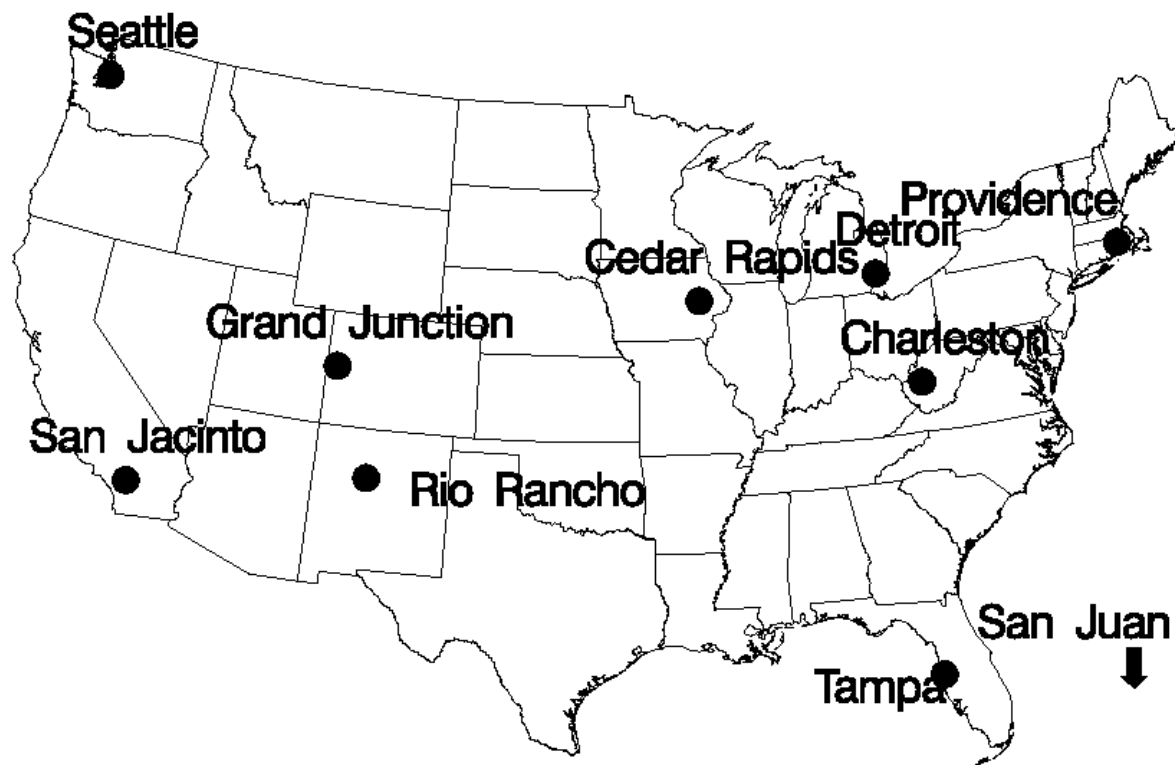 Seattle
Providence
Detroit
Cedar Rapids
Grand Junction
Charleston
San Jacinto
Rio Rancho
San Juan
Tampa